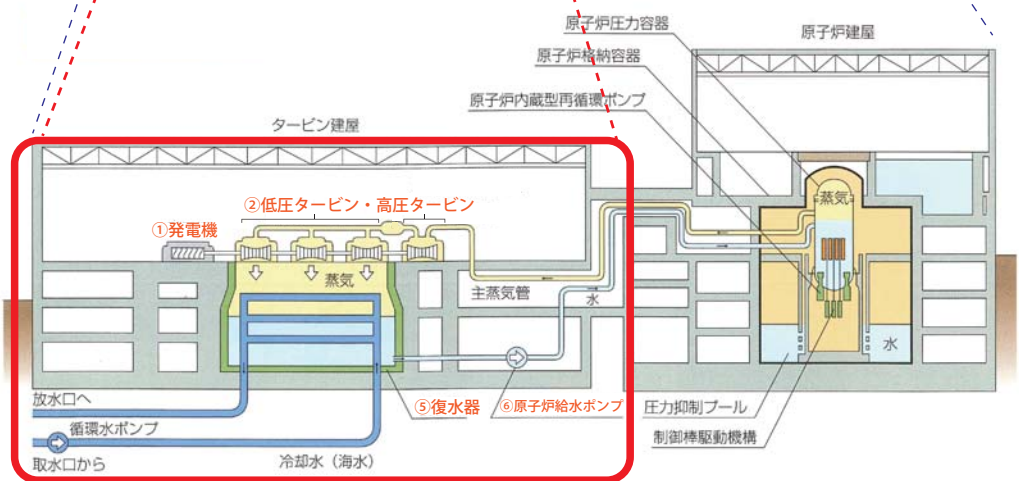 原子炉圧力容器
原子炉建屋
原子炉格納容器
原子炉内蔵型再循環ポンプ
タービン建屋
②低圧タービン・高圧タービン
①発電機
蒸気
蒸気
主蒸気管
水
水
放水口へ
⑤復水器
⑥原子炉給水ポンプ
圧力抑制プール
循環水ポンプ
制御棒駆動機構
取水口から
冷却水（海水）